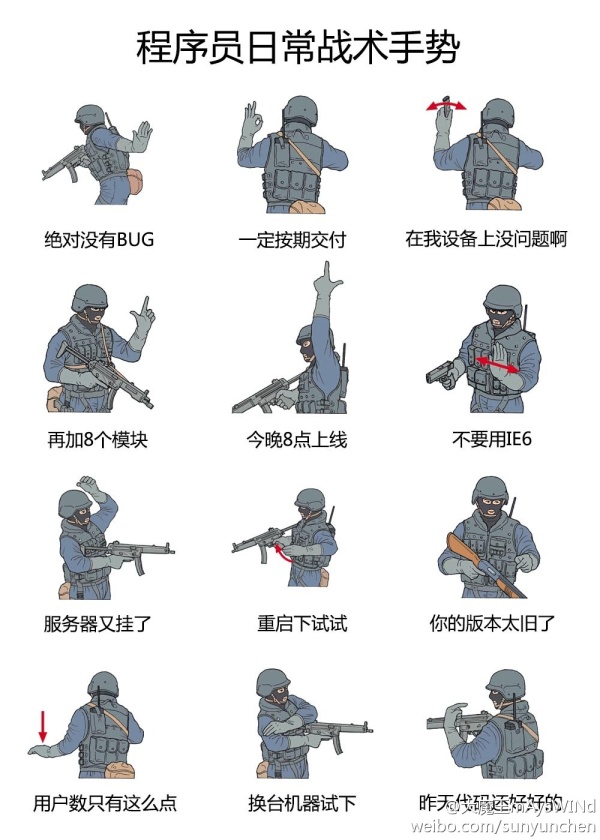 程序员日常战术手势
绝对没有BUG
一定按期交付
在我设备上没问题啊
再加8个模块
今晚8点上线
不要用IE6
服务器又挂了
重启下试试
你的版本太旧了
用户数只有这么点
换台机器试下
昨天代码还好好的
weibo.com/sunyunchen